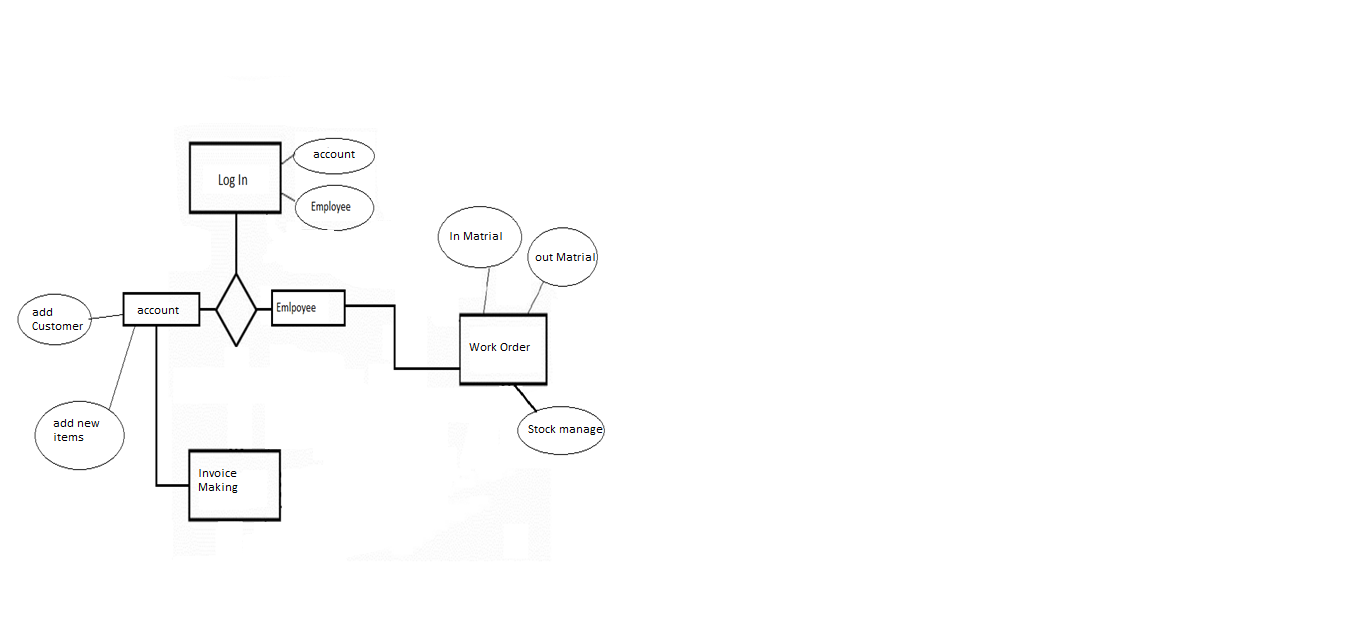 account
Log In
Employee
In Matrial
out Matrial
add
Customer
account
Emlpoyee
Work Order
add new
items
Stock manage
Invoice
Making